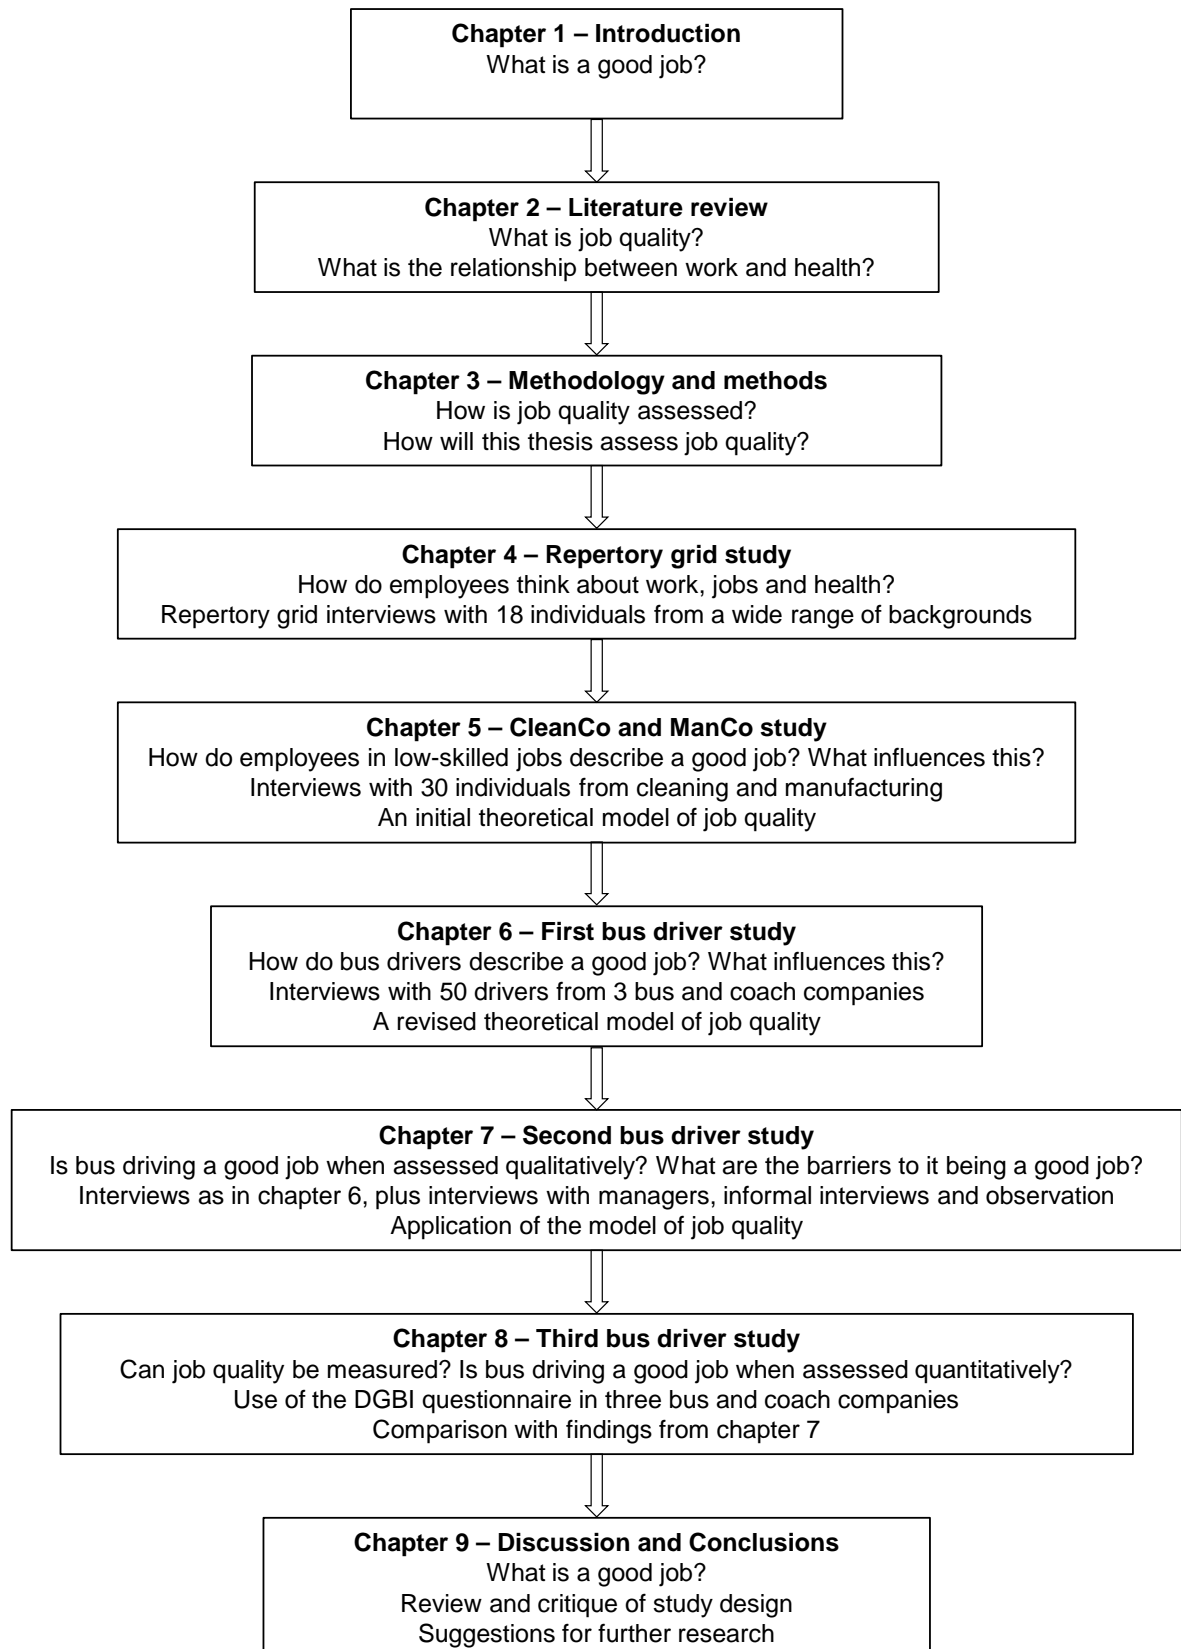 Chapter 1 – Introduction
What is a good job?
Chapter 2 – Literature review
What is job quality?
What is the relationship between work and health?
Chapter 3 – Methodology and methods
How is job quality assessed?
How will this thesis assess job quality?
Chapter 4 – Repertory grid study
How do employees think about work, jobs and health?
Repertory grid interviews with 18 individuals from a wide range of backgrounds
Chapter 5 – CleanCo and ManCo study
How do employees in low-skilled jobs describe a good job? What influences this?
Interviews with 30 individuals from cleaning and manufacturing
An initial theoretical model of job quality
Chapter 6 – First bus driver study
How do bus drivers describe a good job? What influences this?
Interviews with 50 drivers from 3 bus and coach companies
A revised theoretical model of job quality
Chapter 7 – Second bus driver study
Is bus driving a good job when assessed qualitatively? What are the barriers to it being a good job?
Interviews as in chapter 6, plus interviews with managers, informal interviews and observation
Application of the model of job quality
Chapter 8 – Third bus driver study
Can job quality be measured? Is bus driving a good job when assessed quantitatively?
Use of the DGBI questionnaire in three bus and coach companies
Comparison with findings from chapter 7
Chapter 9 – Discussion and Conclusions
What is a good job?
Review and critique of study design
Suggestions for further research